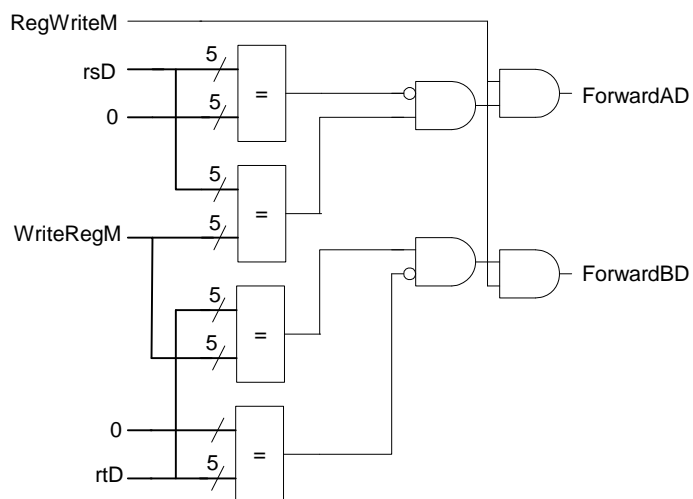 RegWriteM
5
rsD
=
ForwardAD
0
5
5
=
WriteRegM
5
5
ForwardBD
=
5
0
=
rtD
5